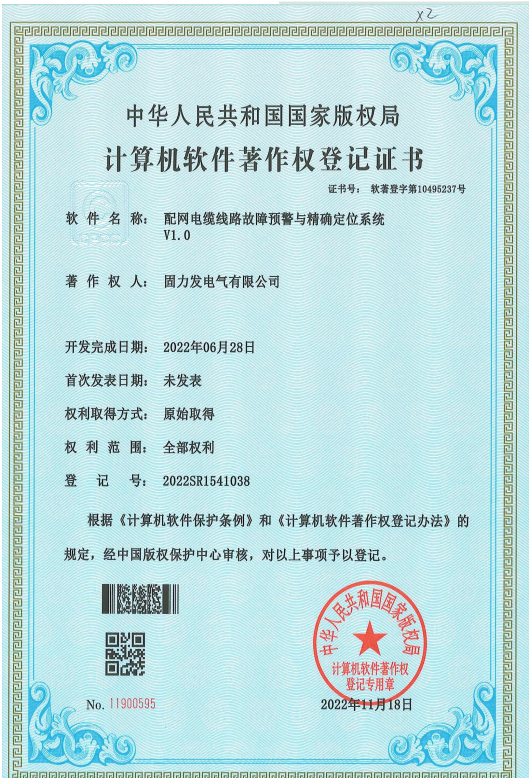 x2
中华人民共和国国家版权局
计算机软件著作权登记证书
证书号： 软著登字第10495237号
软件名称： 配网电缆线路故障预警与精确定位系统
V1.0
著作权人： 固力发电气有限公司
开发完成日期： 2022年06月28日
首次发表日期： 未发表
权利取得方式： 原始取得
权利范围： 全部权利
登记号： 2022SR1541038
根据《计算机软件保护条例》和《计算机软件著作权登记办法》的
规定，经中国版权保护中心审核，对以上事项予以登记。
中华人民共和国国家版权局
计算机软件著作权
登记专用章
No. 11900595
2022年11月18日